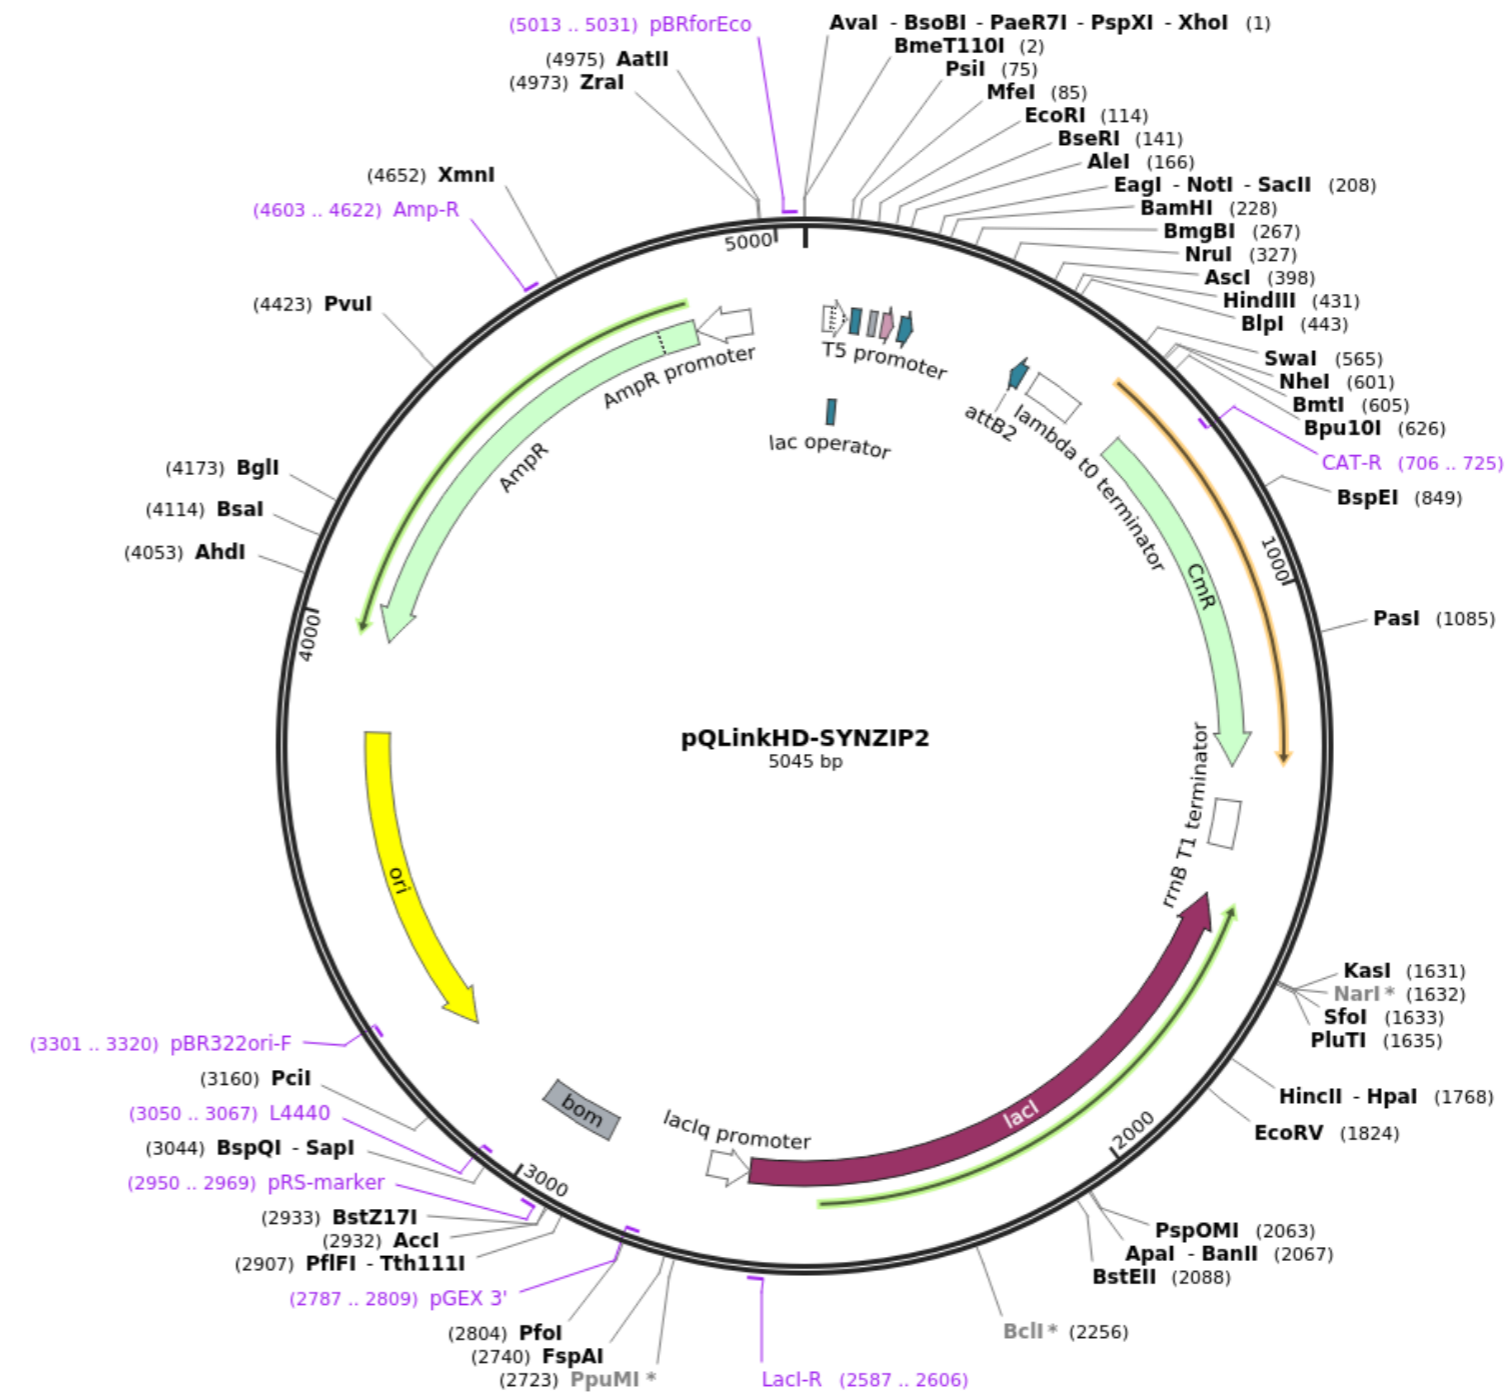 (5013 .. 5031) pBRforEco
(4975) AatII
(4973) ZraI
(4652) XmnI
(4603 .. 4622) Amp-R
(4423) PvuI
(4173) BglI
(4114) BsaI
(4053) AhdI
AvaI - BsoBI - PaeR7I - PspXI - XhoI (1)
BmeT110I (2)
PsiI (75)
MfeI (85)
EcoRI (114)
BseRI (141)
AleI (166)
EagI - NotI - SacII (208)
BamHI (228)
BmgBI (267)
NruI (327)
AscI (398)
HindIII (431)
BlpI (443)
SwaI (565)
NheI (601)
BmtI (605)
Bpu10I (626)
CAT-R (706 .. 725)
BspEI (849)
PasI (1085)
5000
1000
2000
3000
4000
AmpR promoter
AmpR
T5 promoter
lac operator
attB2
lambda t0 terminator
CmR
rrnB T1 terminator
pQLinkHD-SYNZIP2
5045 bp
ori
bom
lacIq promoter
lacI
KasI (1631)
NarI * (1632)
SfoI (1633)
PluTI (1635)
HincII - HpaI (1768)
EcoRV (1824)
PspOMI (2063)
ApaI - BanII (2067)
BstEII (2088)
BclI * (2256)
LacI-R (2587 .. 2606)
(3301 .. 3320) pBR322ori-F
(3160) PciI
(3050 .. 3067) L4440
(3044) BspQI - SapI
(2950 .. 2969) pRS-marker
(2933) BstZ17I
(2932) AccI
(2907) PflFI - Tth111I
(2787 .. 2809) pGEX 3'
(2804) PfoI
(2740) FspAI
(2723) PpuMI *